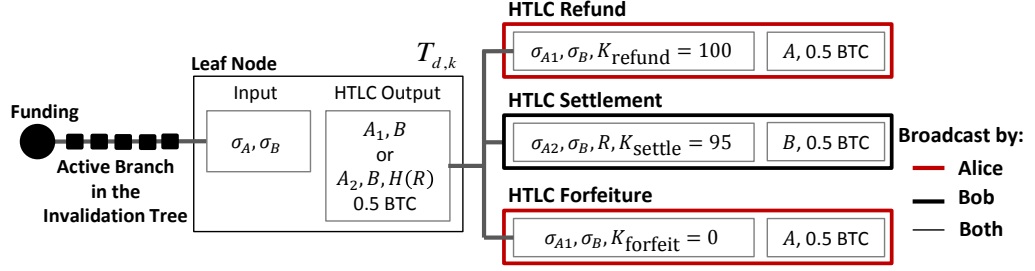 Funding
Active Branch
in the
Invalidation Tree
Leaf Node
T_{d,k}
Input
σ_A, σ_B
HTLC Output
A_1, B
or
A_2, B, H(R)
0.5 BTC
HTLC Refund
σ_{A1}, σ_B, K_{refund} = 100
A, 0.5 BTC
HTLC Settlement
σ_{A2}, σ_B, R, K_{settle} = 95
B, 0.5 BTC
HTLC Forfeiture
σ_{A1}, σ_B, K_{forfeit} = 0
A, 0.5 BTC
Broadcast by:
Alice
Bob
Both